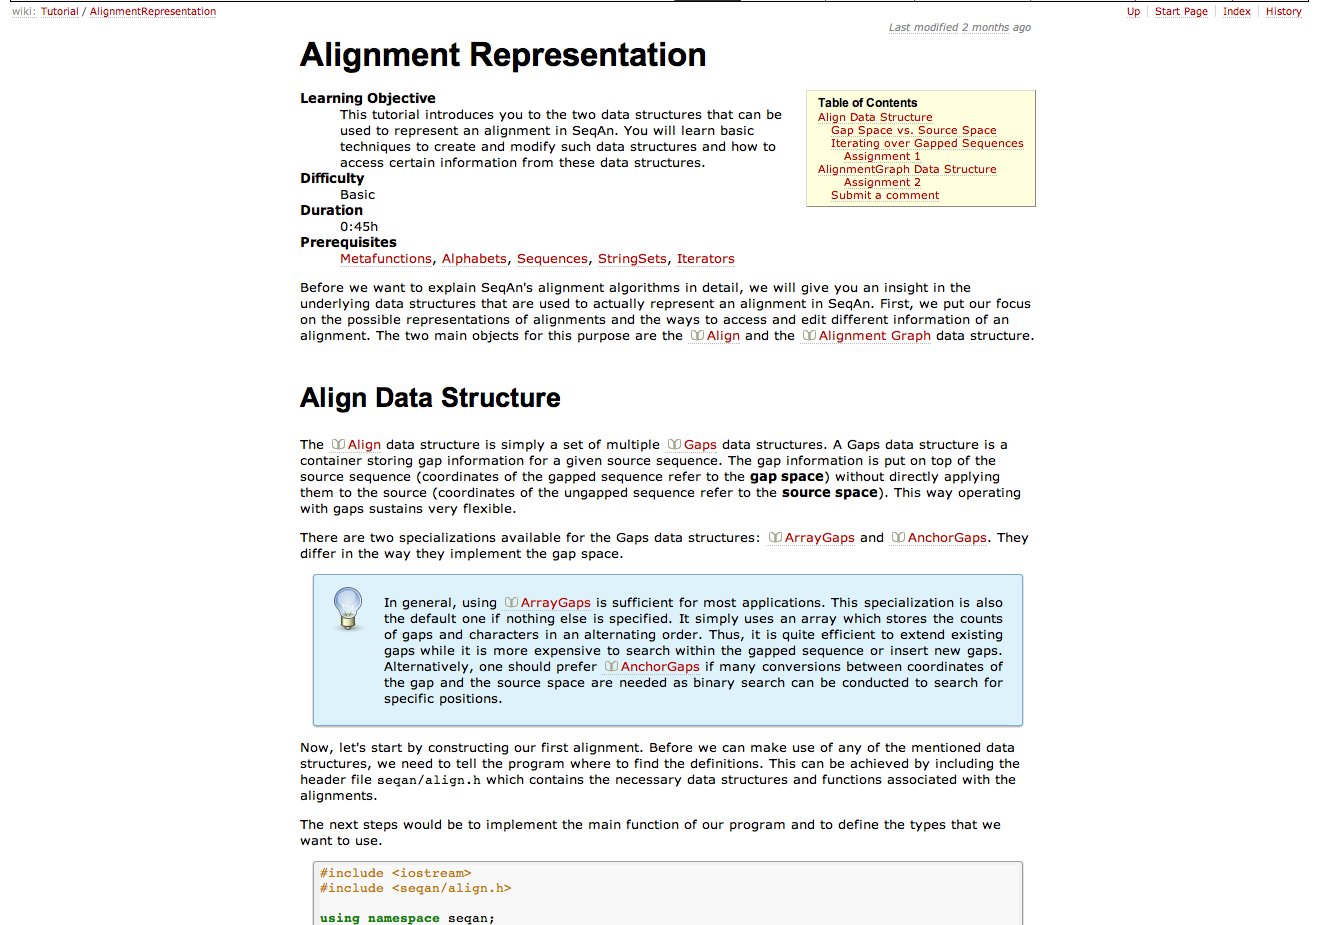 wiki: Tutorial / AlignmentRepresentation
Up Start Page Index History
Last modified 2 months ago
Alignment Representation
Learning Objective
This tutorial introduces you to the two data structures that can be
used to represent an alignment in SeqAn. You will learn basic
techniques to create and modify such data structures and how to
access certain information from these data structures.
Difficulty
Basic
Duration
0:45h
Prerequisites
Metafunctions, Alphabets, Sequences, StringSets, Iterators
Table of Contents
Align Data Structure
Gap Space vs. Source Space
Iterating over Gapped Sequences
Assignment 1
AlignmentGraph Data Structure
Assignment 2
Submit a comment
Before we want to explain SeqAn's alignment algorithms in detail, we will give you an insight in the
underlying data structures that are used to actually represent an alignment in SeqAn. First, we put our focus
on the possible representations of alignments and the ways to access and edit different information of an
alignment. The two main objects for this purpose are the Align and the Alignment Graph data structure.
Align Data Structure
The Align data structure is simply a set of multiple Gaps data structures. A Gaps data structure is a
container storing gap information for a given source sequence. The gap information is put on top of the
source sequence (coordinates of the gapped sequence refer to the gap space) without directly applying
them to the source (coordinates of the ungapped sequence refer to the source space). This way operating
with gaps sustains very flexible.
There are two specializations available for the Gaps data structures: ArrayGaps and AnchorGaps. They
differ in the way they implement the gap space.
In general, using ArrayGaps is sufficient for most applications. This specialization is also
the default one if nothing else is specified. It simply uses an array which stores the counts
of gaps and characters in an alternating order. Thus, it is quite efficient to extend existing
gaps while it is more expensive to search within the gapped sequence or insert new gaps.
Alternatively, one should prefer AnchorGaps if many conversions between coordinates of
the gap and the source space are needed as binary search can be conducted to search for
specific positions.
Now, let's start by constructing our first alignment. Before we can make use of any of the mentioned data
structures, we need to tell the program where to find the definitions. This can be achieved by including the
header file seqan/align.h which contains the necessary data structures and functions associated with the
alignments.
The next steps would be to implement the main function of our program and to define the types that we
want to use.
#include <iostream>
#include <seqan/align.h>
using namespace seqan;